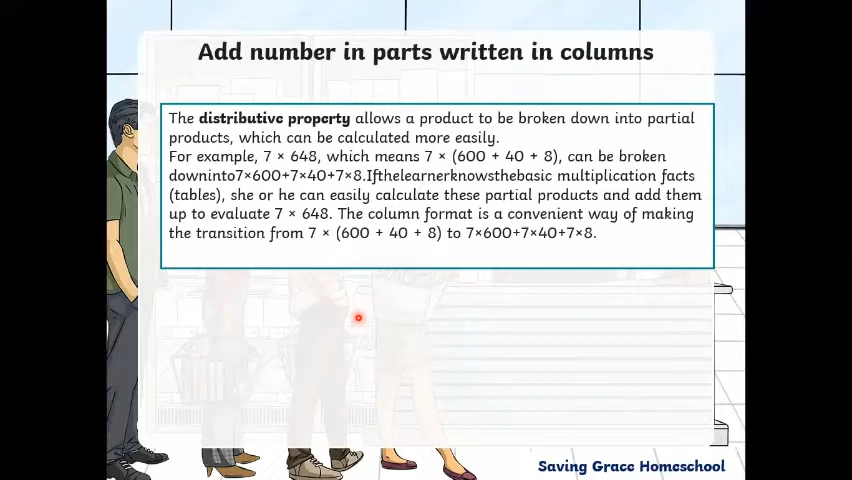 Add number in parts written in columns
The distributive property allows a product to be broken down into partial
products, which can be calculated more easily.
For example, 7 × 648, which means 7 × (600 + 40 + 8), can be broken
downinto7×600+7×40+7×8.Ifthelearnerknowsthebasic multiplication facts
(tables), she or he can easily calculate these partial products and add them
up to evaluate 7 × 648. The column format is a convenient way of making
the transition from 7 × (600 + 40 + 8) to 7×600+7×40+7×8.
Saving Grace Homeschool